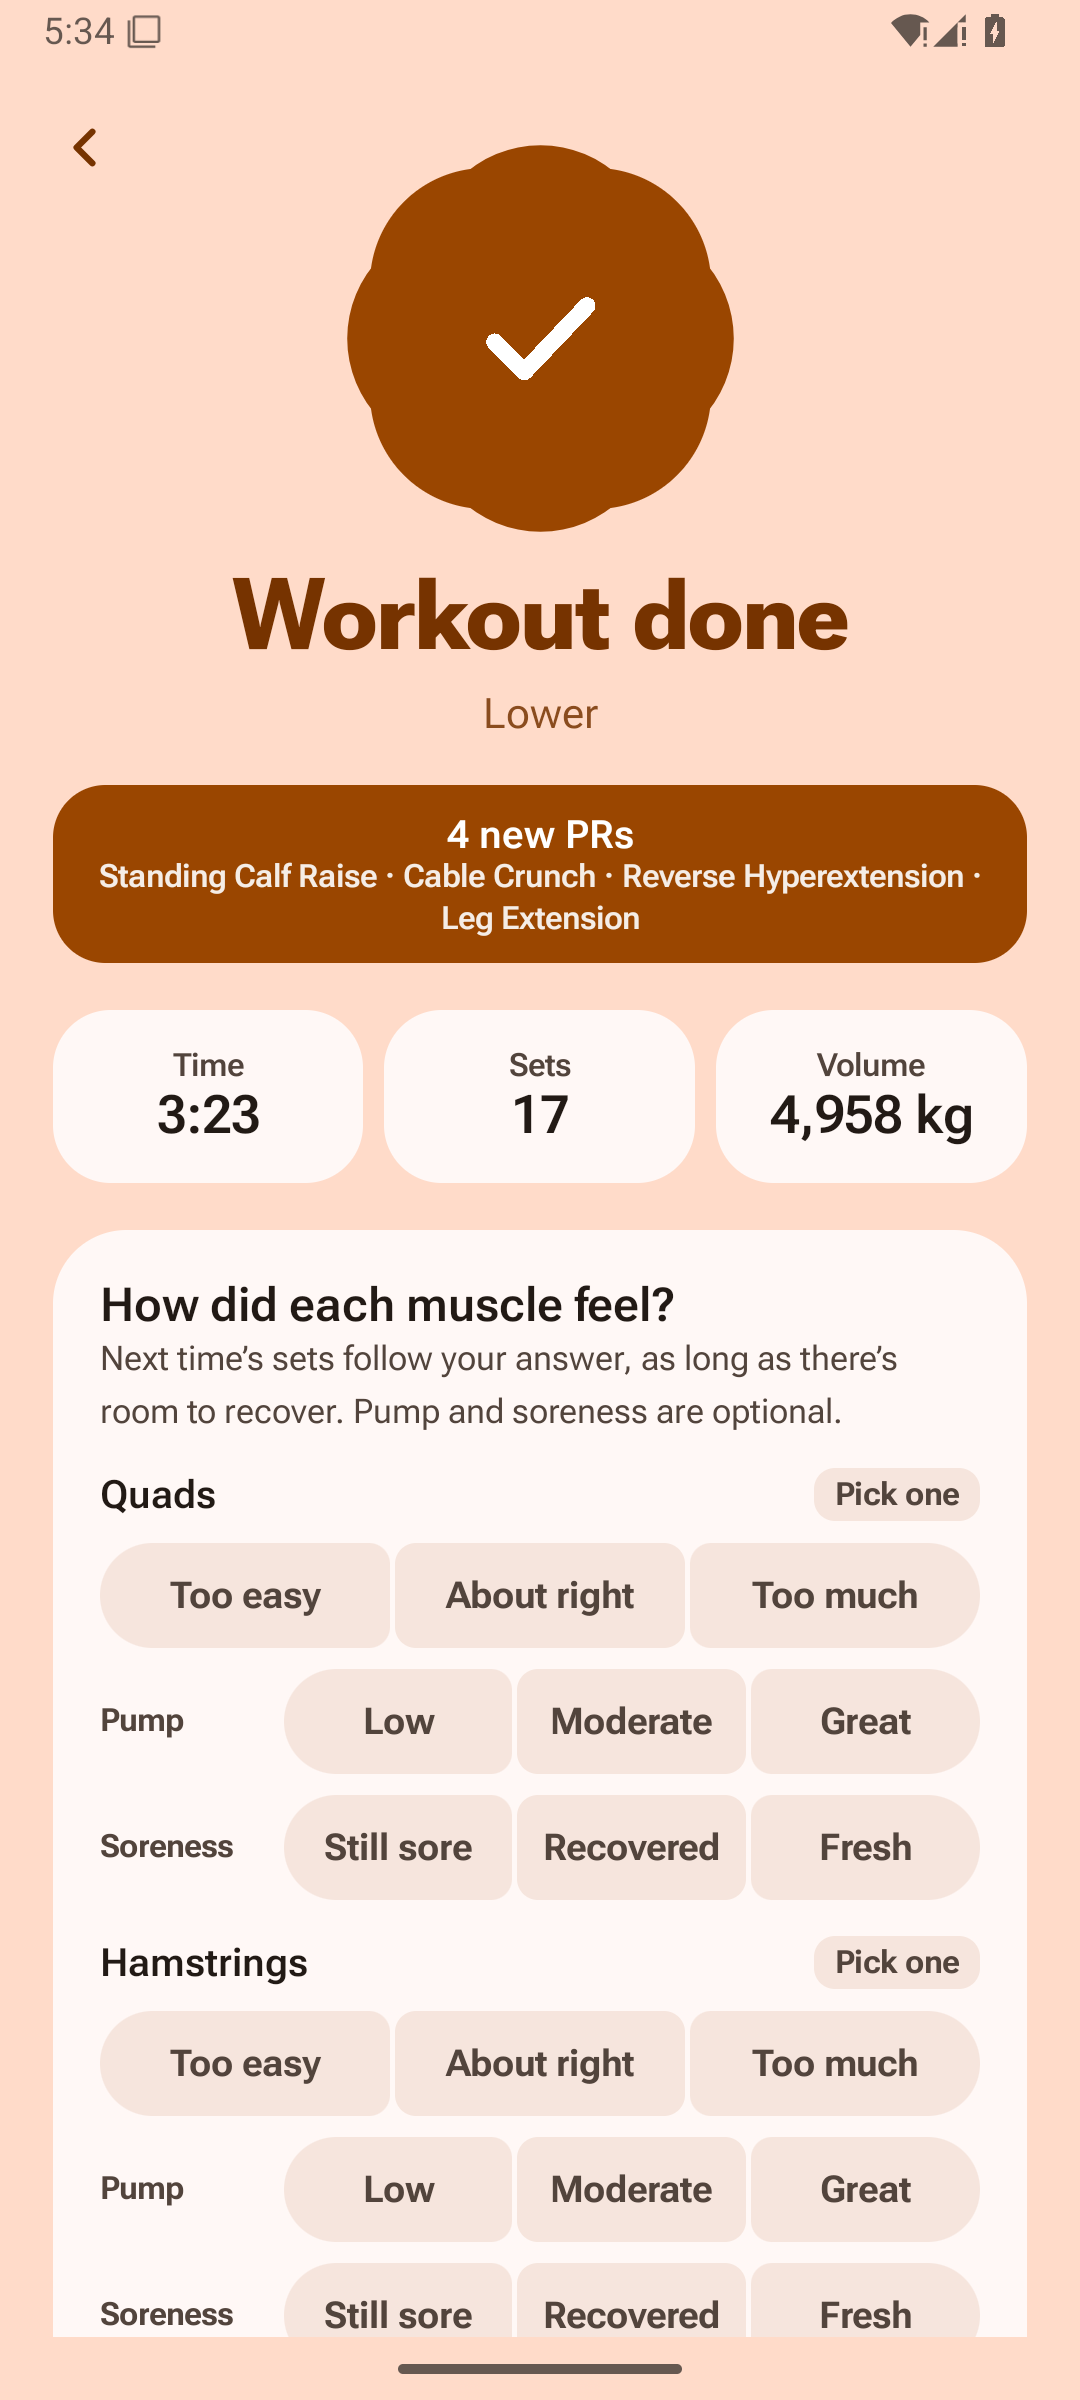 5:34
Workout done
Lower
4 new PRs
Standing Calf Raise · Cable Crunch · Reverse Hyperextension ·
Leg Extension
Time
3:23
Sets
17
Volume
4,958 kg
How did each muscle feel?
Next time’s sets follow your answer, as long as there’s
room to recover. Pump and soreness are optional.
Quads
Pick one
Too easy
About right
Too much
Pump
Low
Moderate
Great
Soreness
Still sore
Recovered
Fresh
Hamstrings
Pick one
Too easy
About right
Too much
Pump
Low
Moderate
Great
Soreness
Still sore
Recovered
Fresh